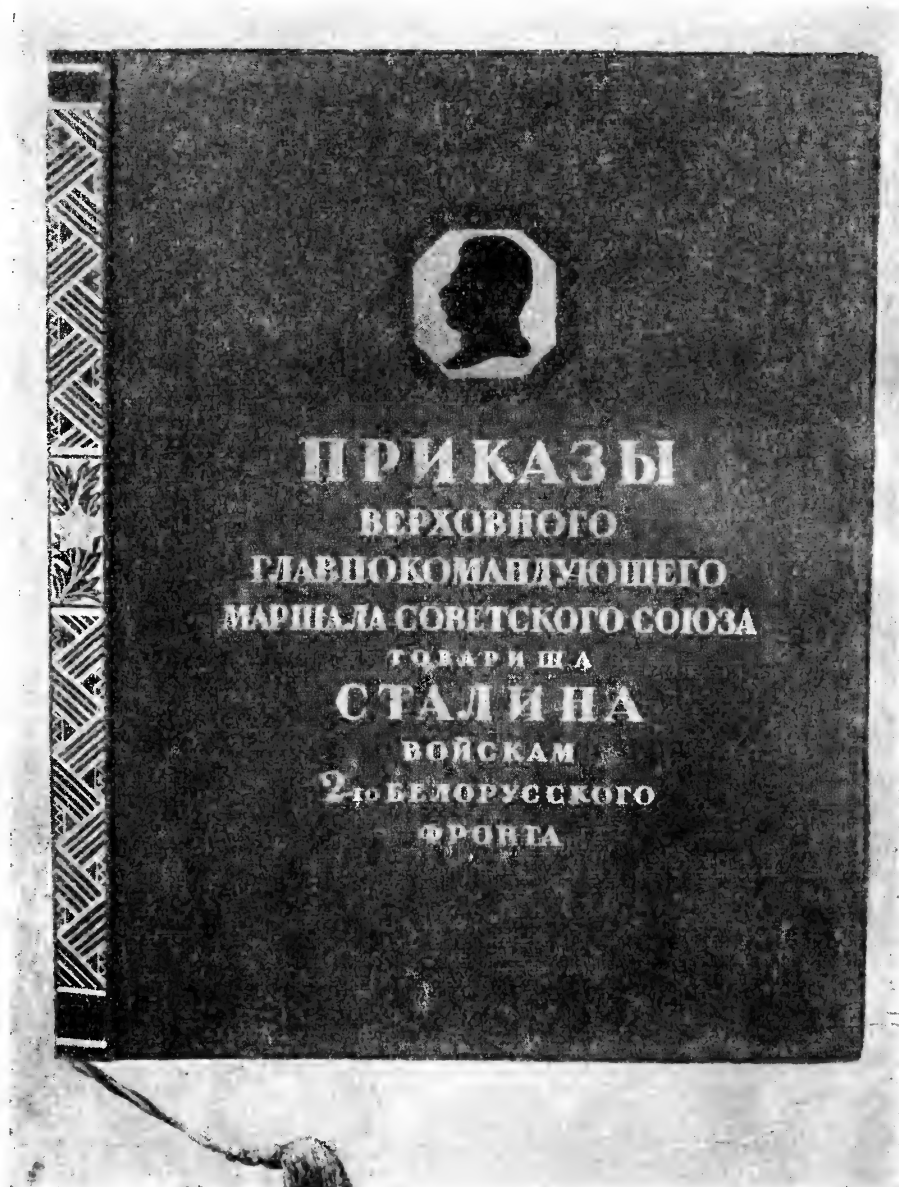 ПРИКАЗЫ
ВЕРХОВНОГО
ГЛАВНОКОМАНДУЮЩЕГО
МАРШАЛА СОВЕТСКОГО СОЮЗА
ТОВАРИЩА
СТАЛИНА
ВОЙСКАМ
2-го БЕЛОРУССКОГО
ФРОНТА